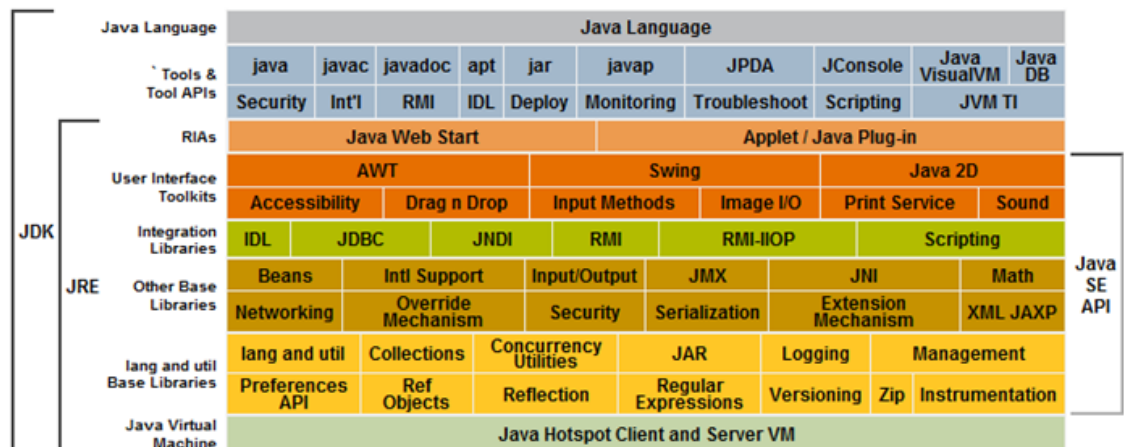 Java Language Java Language
` Tools &
Tool APIs
java javac javadoc apt jar javap JPDA JConsole Java VisualVM Java DB
Security Int'l RMI IDL Deploy Monitoring Troubleshoot Scripting JVM TI
RIAs Java Web Start Applet / Java Plug-in
User Interface
Toolkits
AWT Swing Java 2D
Accessibility Drag n Drop Input Methods Image I/O Print Service Sound
JDK
Integration
Libraries
IDL JDBC JNDI RMI RMI-IIOP Scripting
JRE
Other Base
Libraries
Beans Intl Support Input/Output JMX JNI Math
Networking Override Mechanism Security Serialization Extension Mechanism XML JAXP
Java
SE
API
lang and util
Base Libraries
lang and util Collections Concurrency Utilities JAR Logging Management
Preferences API Ref Objects Reflection Regular Expressions Versioning Zip Instrumentation
Java Virtual
Machine
Java Hotspot Client and Server VM